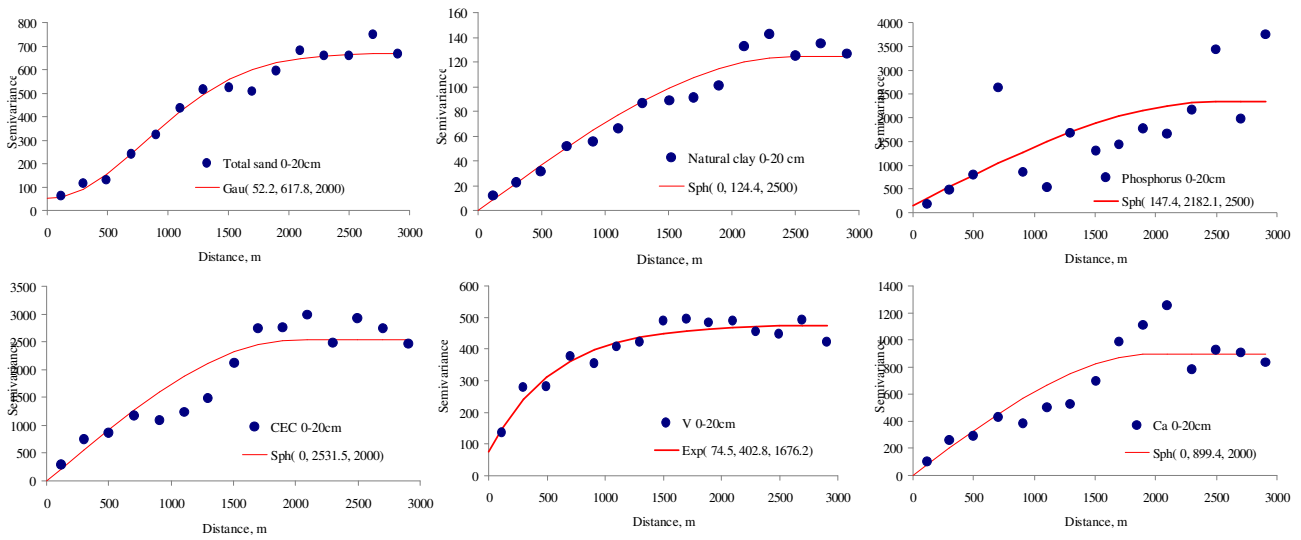 800
700
600
500
400
300
200
100
0
Semivariance
Total sand 0-20cm
Gau( 52.2, 617.8, 2000)
0 500 1000 1500 2000 2500 3000
Distance, m
160
140
120
100
80
60
40
20
0
Semivariance
Natural clay 0-20 cm
Sph( 0, 124.4, 2500)
0 500 1000 1500 2000 2500 3000
Distance, m
4000
3500
3000
2500
2000
1500
1000
500
0
Semivariance
Phosphorus 0-20cm
Sph( 147.4, 2182.1, 2500)
0 500 1000 1500 2000 2500 3000
Distance, m
3500
3000
2500
2000
1500
1000
500
0
Semivariance
CEC 0-20cm
Sph( 0, 2531.5, 2000)
0 500 1000 1500 2000 2500 3000
Distance, m
600
500
400
300
200
100
0
Semivariance
V 0-20cm
Exp( 74.5, 402.8, 1676.2)
0 500 1000 1500 2000 2500 3000
Distance, m
1400
1200
1000
800
600
400
200
0
Semivariance
Ca 0-20cm
Sph( 0, 899.4, 2000)
0 500 1000 1500 2000 2500 3000
Distance, m